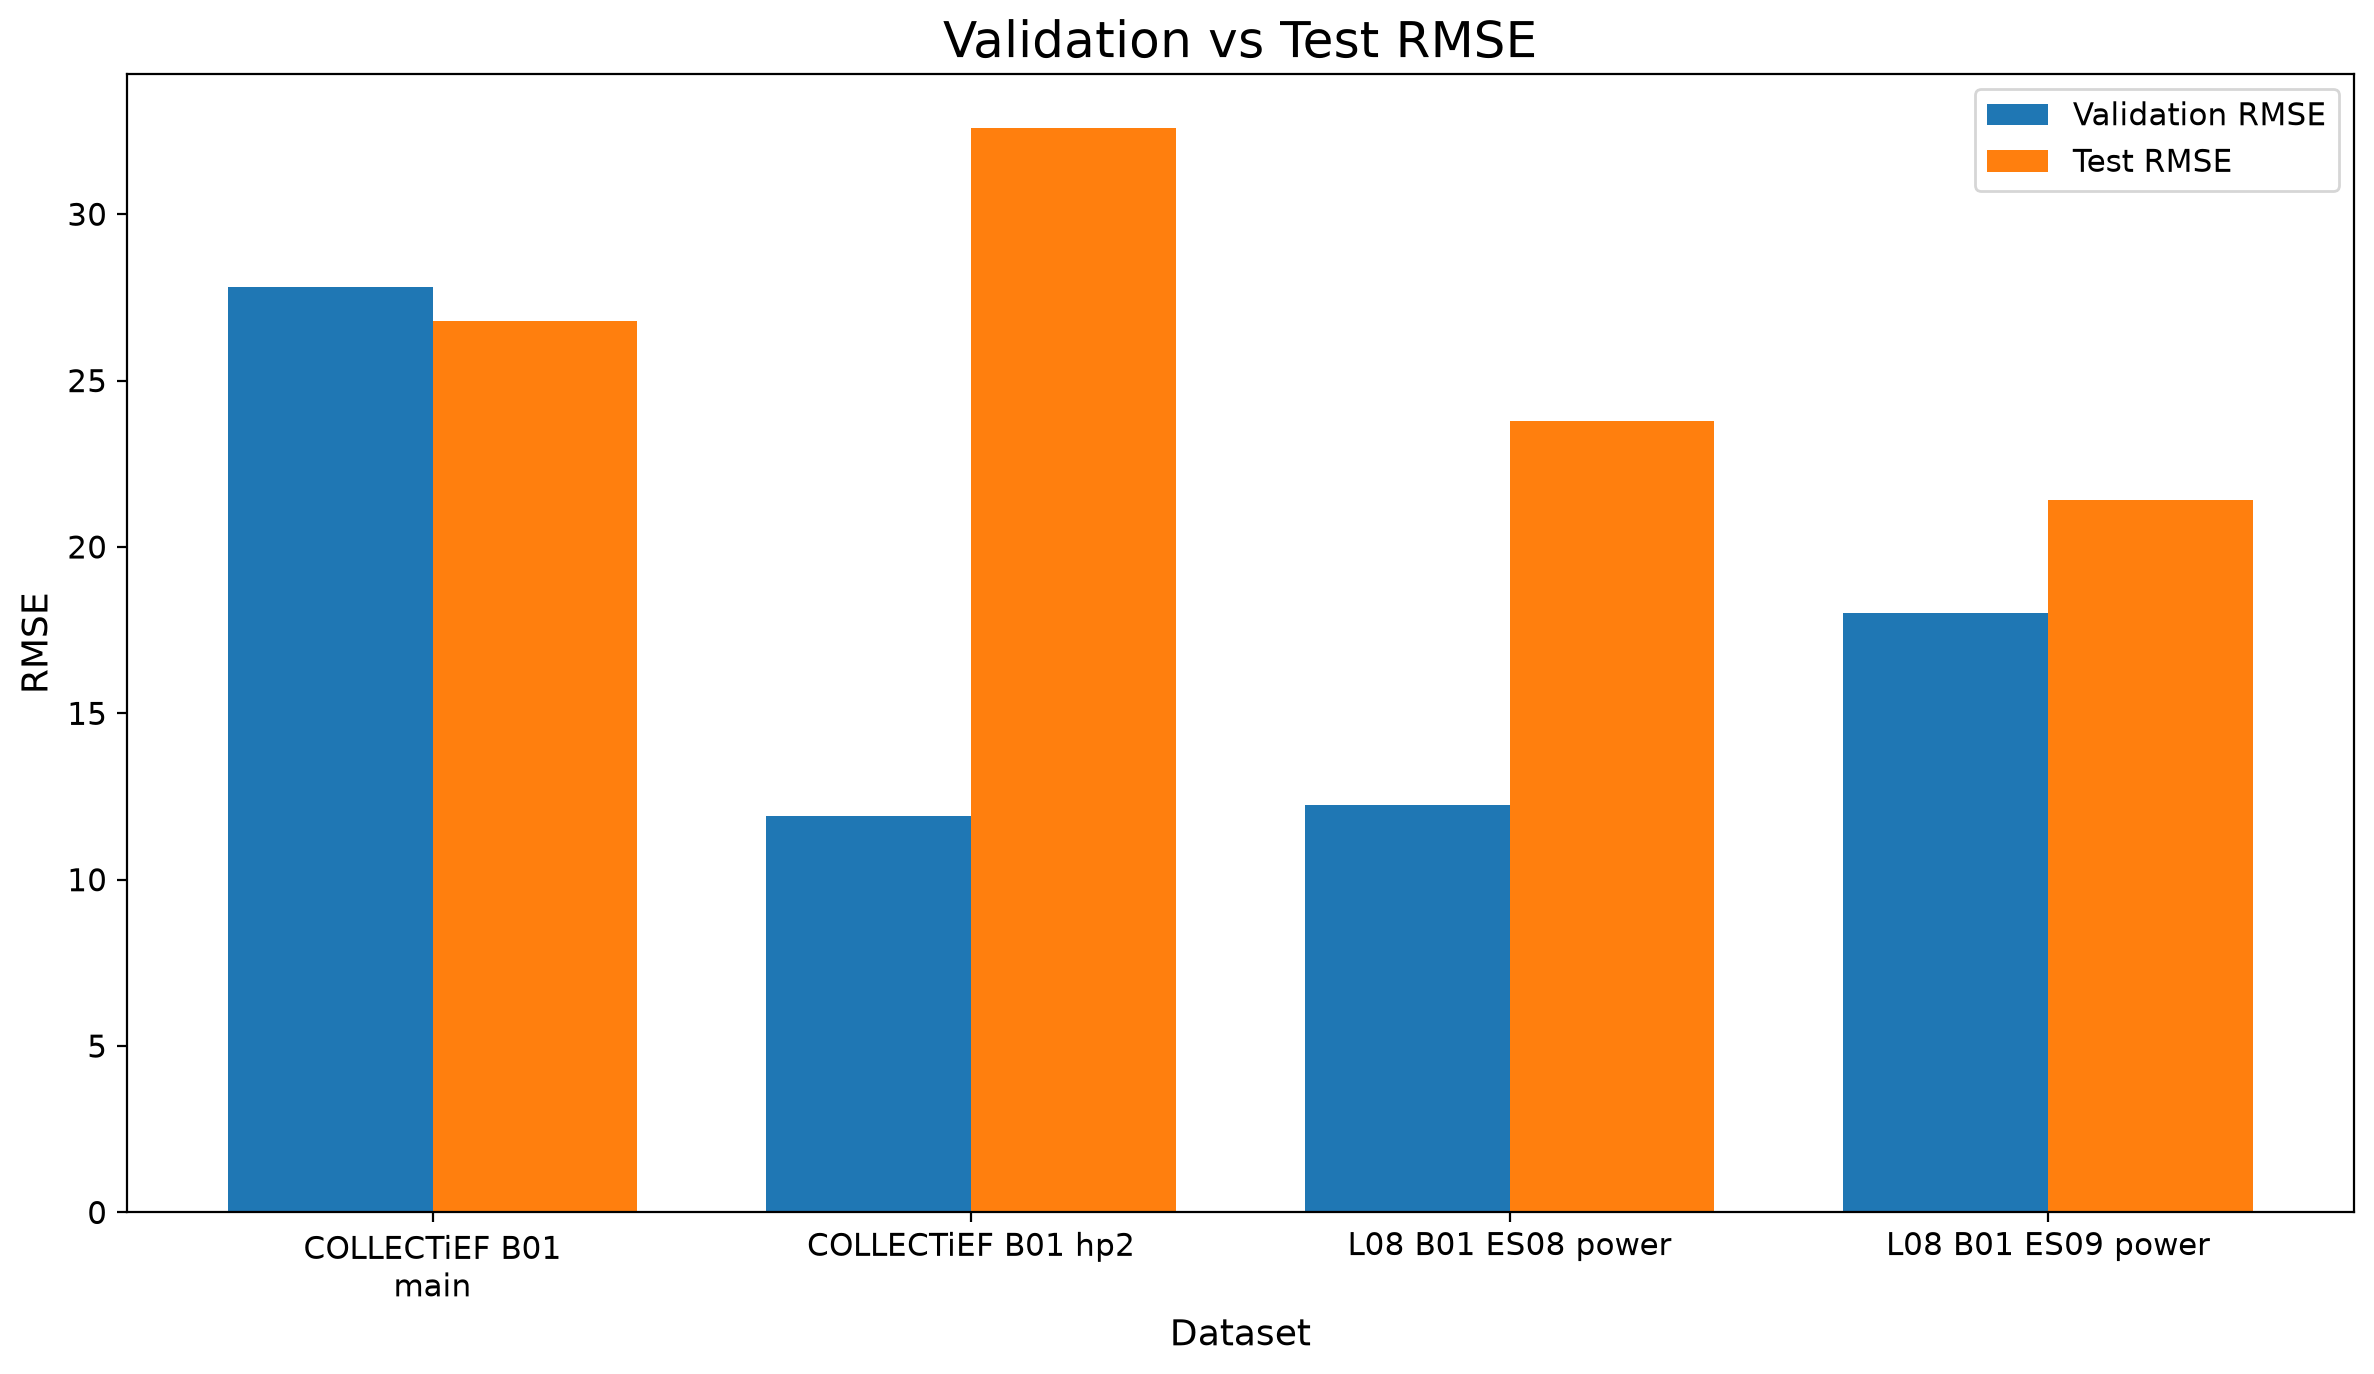 Validation vs Test RMSE
Validation RMSE
Test RMSE
RMSE
30
25
20
15
10
5
0
COLLECTiEF B01
main
COLLECTiEF B01 hp2
L08 B01 ES08 power
L08 B01 ES09 power
Dataset